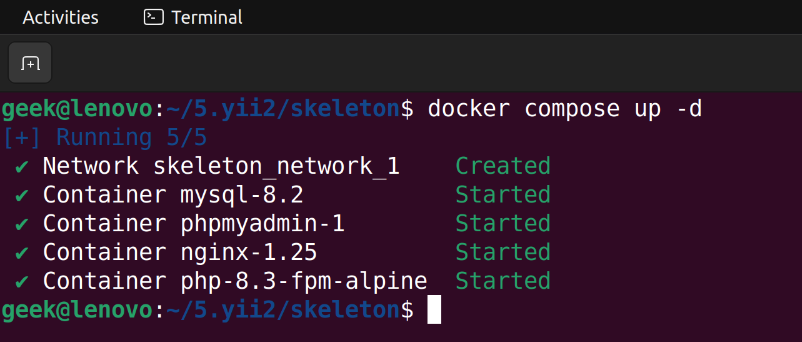 Activities Terminal
geek@lenovo:~/5.yii2/skeleton$ docker compose up -d
[+] Running 5/5
✔ Network skeleton_network_1 Created
✔ Container mysql-8.2 Started
✔ Container phpmyadmin-1 Started
✔ Container nginx-1.25 Started
✔ Container php-8.3-fpm-alpine Started
geek@lenovo:~/5.yii2/skeleton$